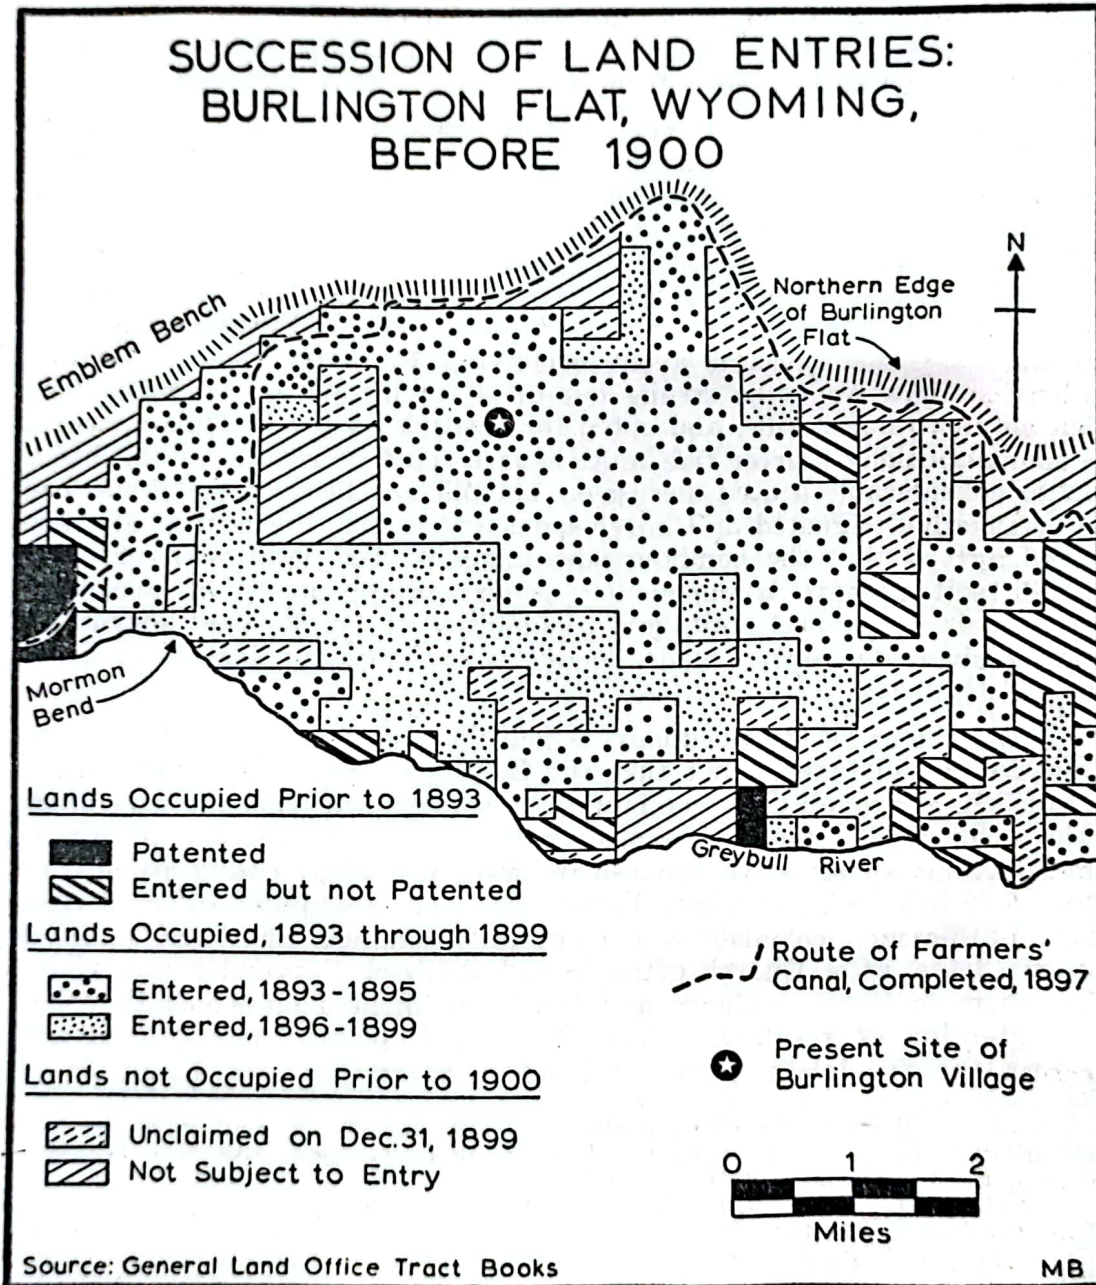 SUCCESSION OF LAND ENTRIES:
BURLINGTON FLAT, WYOMING,
BEFORE 1900
N
Northern Edge
of Burlington
Flat
Emblem Bench
Mormon
Bend
Greybull River
Lands Occupied Prior to 1893
Patented
Entered but not Patented
Lands Occupied, 1893 through 1899
Entered, 1893-1895
Entered, 1896-1899
Lands not Occupied Prior to 1900
Unclaimed on Dec. 31, 1899
Not Subject to Entry
Route of Farmers'
Canal, Completed, 1897
Present Site of
Burlington Village
0 1 2
Miles
Source: General Land Office Tract Books
MB